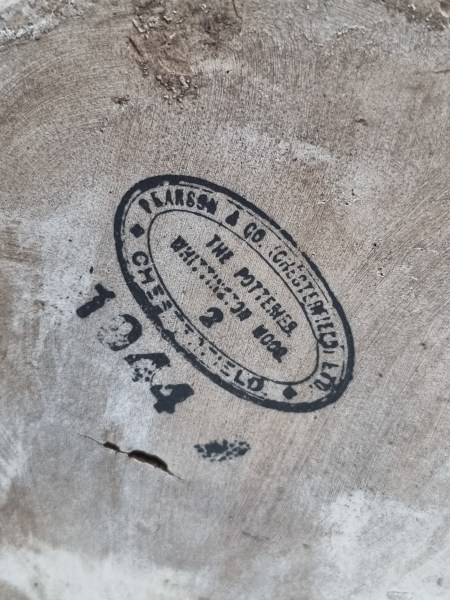 PEARSON & CO. (CHESTERFIELD) LTD.
THE POTTERIES.
2
WHITTINGTON MOOR
CHESTERFIELD.
1944